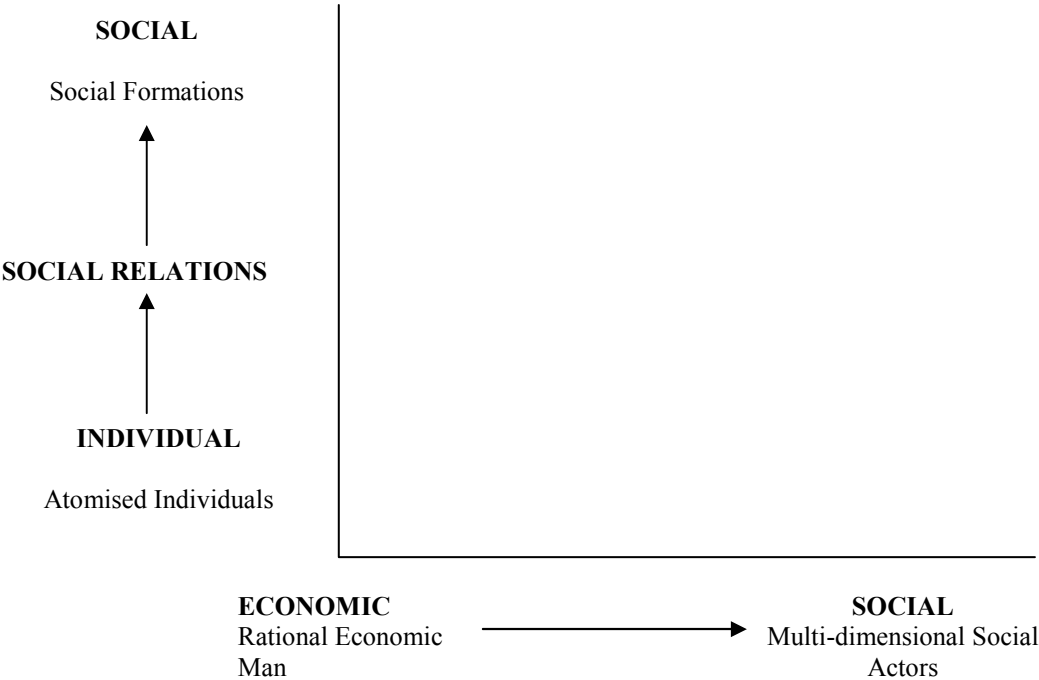 SOCIAL
Social Formations
SOCIAL RELATIONS
INDIVIDUAL
Atomised Individuals
ECONOMIC
Rational Economic
Man
SOCIAL
Multi-dimensional Social
Actors